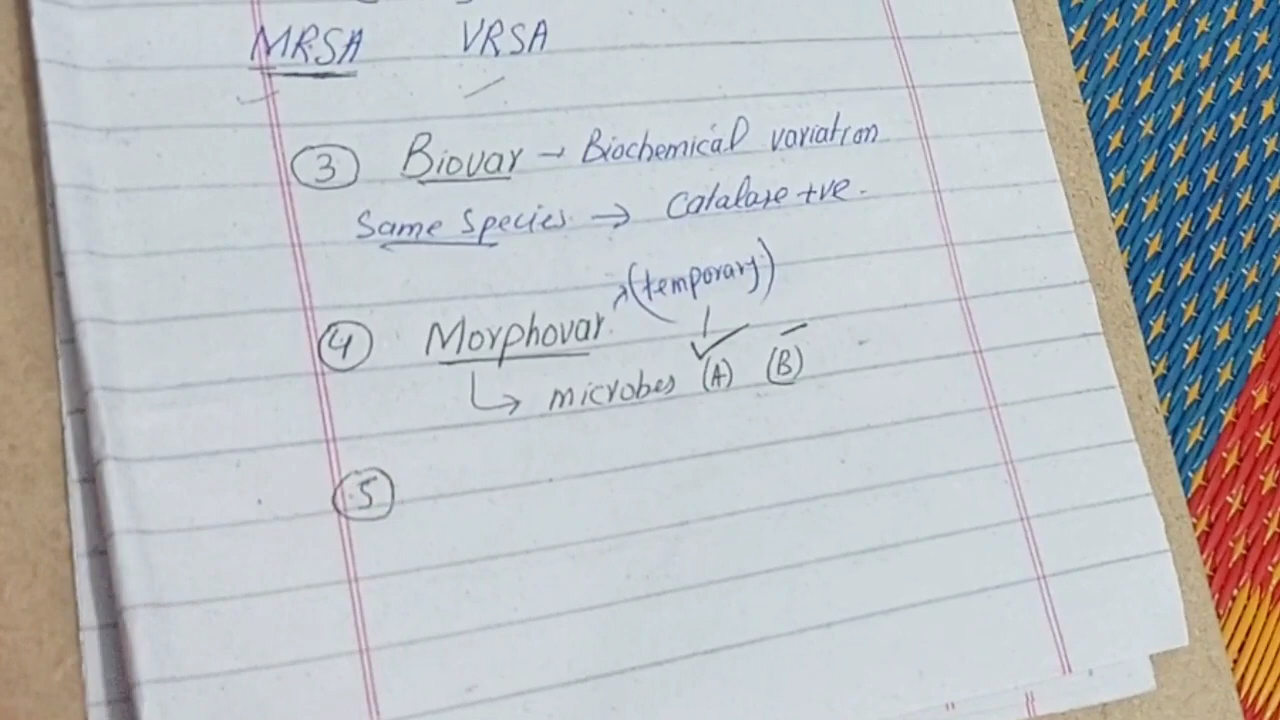 MRSA VRSA
③ Biovar → Biochemical variation
Same Species → Catalase +ve.
(temporary)
④ Morphovar
microbes (A) (B)
⑤